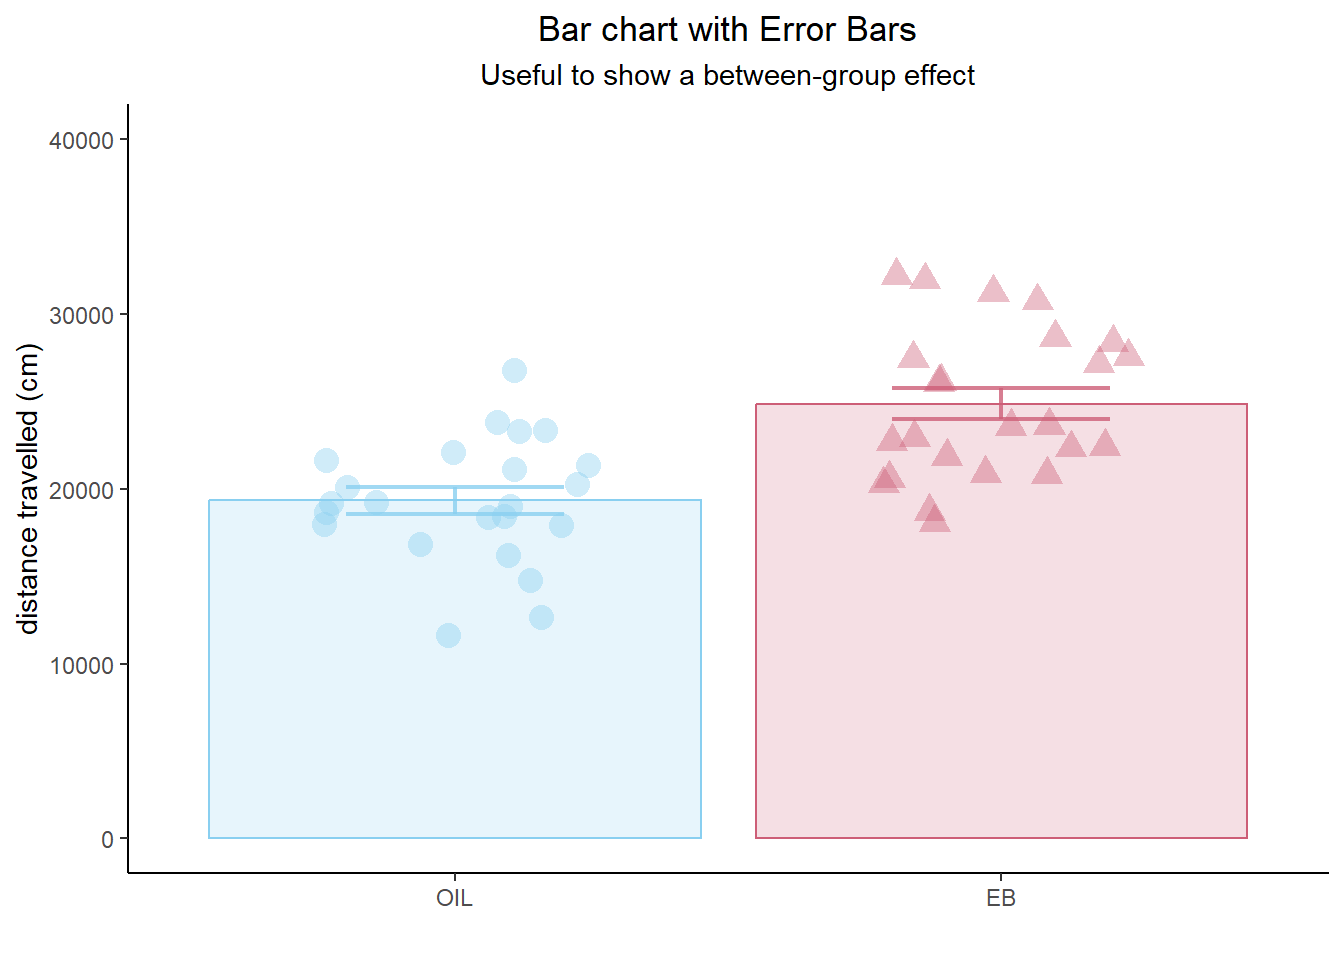 Bar chart with Error Bars
Useful to show a between-group effect
distance travelled (cm)
40000
30000
20000
10000
0
OIL
EB